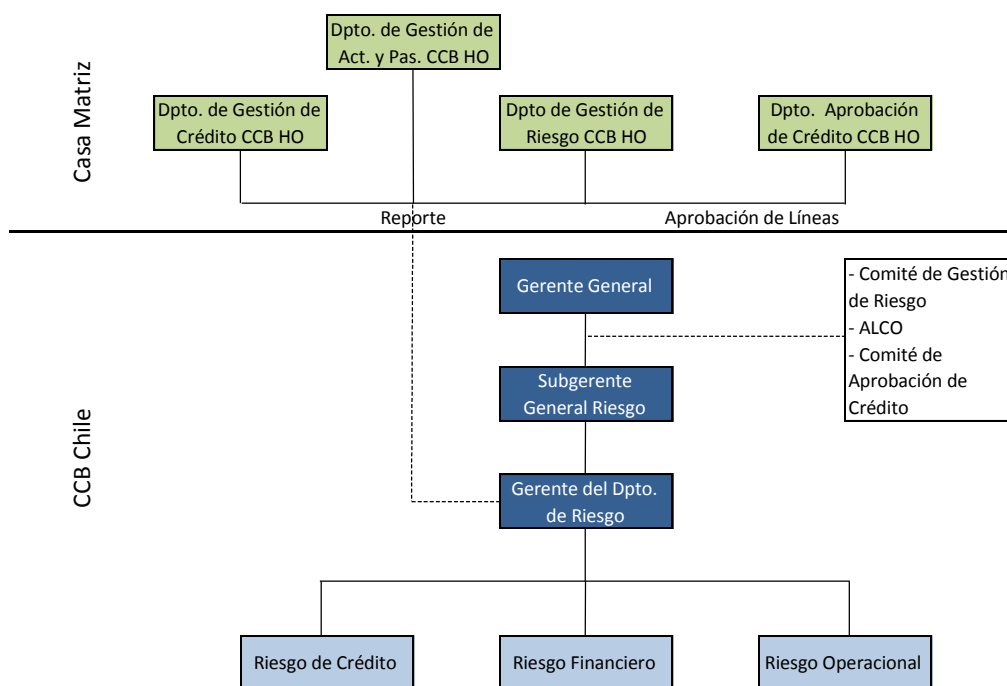 Casa Matriz
Dpto. de Gestión de
Act. y Pas. CCB HO
Dpto. de Gestión de
Crédito CCB HO
Dpto de Gestión de
Riesgo CCB HO
Dpto. Aprobación
de Crédito CCB HO
Reporte
Aprobación de Líneas
CCB Chile
Gerente General
- Comité de Gestión
de Riesgo
- ALCO
- Comité de
Aprobación de
Crédito
Subgerente
General Riesgo
Gerente del Dpto.
de Riesgo
Riesgo de Crédito
Riesgo Financiero
Riesgo Operacional